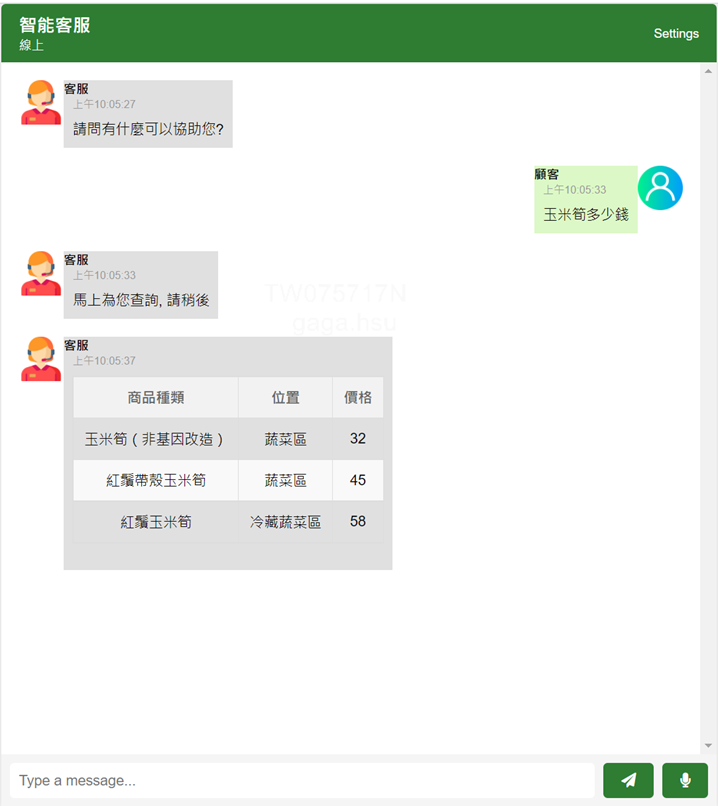 智能客服
線上
Settings
客服
上午10:05:27
請問有什麼可以協助您?
顧客
上午10:05:33
玉米筍多少錢
客服
上午10:05:33
馬上為您查詢, 請稍後
TW075717N
gaga.hsu
客服
上午10:05:37
商品種類 位置 價格
玉米筍（非基因改造） 蔬菜區 32
紅鬚帶殼玉米筍 蔬菜區 45
紅鬚玉米筍 冷藏蔬菜區 58
Type a message...